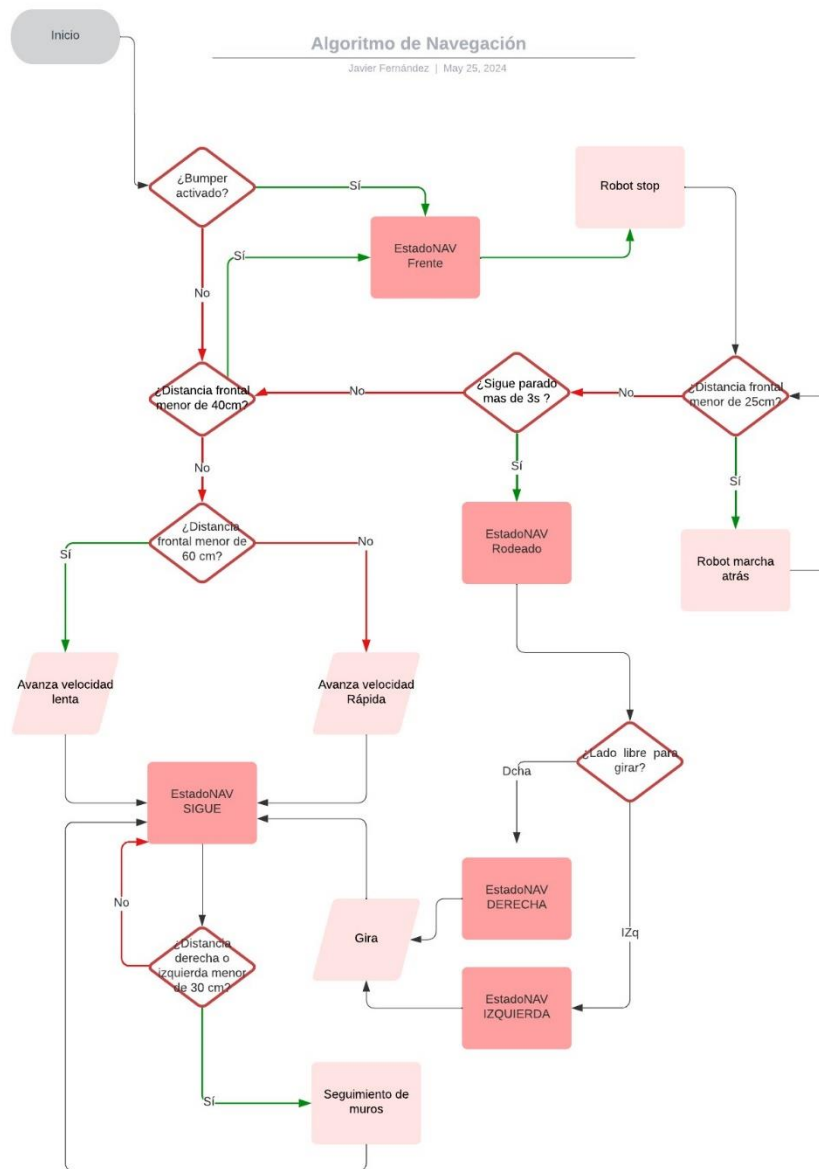 Inicio
Algoritmo de Navegación
Javier Fernández | May 25, 2024
¿Bumper
activado?
Sí
Robot stop
EstadoNAV
Frente
Sí
No
¿Distancia frontal
menor de 40cm?
No
¿Sigue parado
mas de 3s ?
No
¿Distancia frontal
menor de 25cm?
No
Sí
Sí
¿Distancia
frontal menor de
60 cm?
Sí
No
EstadoNAV
Rodeado
Robot marcha
atrás
Avanza velocidad
lenta
Avanza velocidad
Rápida
¿Lado libre para
girar?
Dcha
EstadoNAV
SIGUE
No
EstadoNAV
DERECHA
Gira
IZq
¿Distancia
derecha o
izquierda menor
de 30 cm?
EstadoNAV
IZQUIERDA
Sí
Seguimiento de
muros